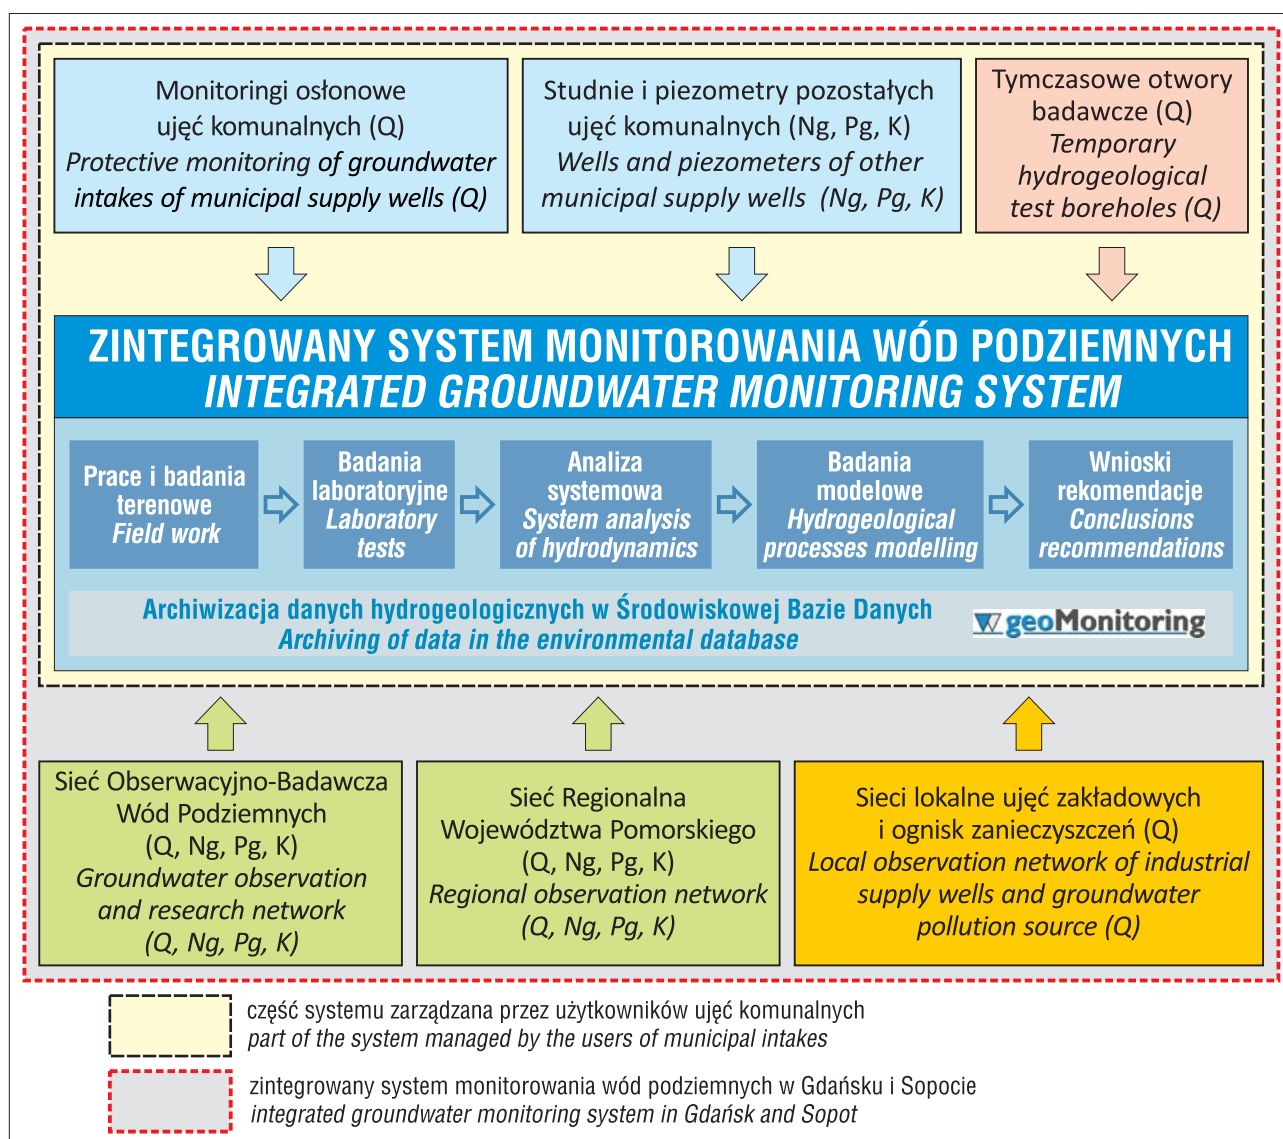 Monitoringi osłonowe
ujęć komunalnych (Q)
Protective monitoring of groundwater
intakes of municipal supply wells (Q)
Studnie i piezometry pozostałych
ujęć komunalnych (Ng, Pg, K)
Wells and piezometers of other
municipal supply wells (Ng, Pg, K)
Tymczasowe otwory
badawcze (Q)
Temporary
hydrogeological
test boreholes (Q)
ZINTEGROWANY SYSTEM MONITOROWANIA WÓD PODZIEMNYCH
INTEGRATED GROUNDWATER MONITORING SYSTEM
Prace i badania
terenowe
Field work
Badania
laboratoryjne
Laboratory
tests
Analiza
systemowa
System analysis
of hydrodynamics
Badania
modelowe
Hydrogeological
processes modelling
Wnioski
rekomendacje
Conclusions
recommendations
Archiwizacja danych hydrogeologicznych w Środowiskowej Bazie Danych
Archiving of data in the environmental database
geoMonitoring
Sieć Obserwacyjno-Badawcza
Wód Podziemnych
(Q, Ng, Pg, K)
Groundwater observation
and research network
(Q, Ng, Pg, K)
Sieć Regionalna
Województwa Pomorskiego
(Q, Ng, Pg, K)
Regional observation network
(Q, Ng, Pg, K)
Sieci lokalne ujęć zakładowych
i ognisk zanieczyszczeń (Q)
Local observation network of industrial
supply wells and groundwater
pollution source (Q)
część systemu zarządzana przez użytkowników ujęć komunalnych
part of the system managed by the users of municipal intakes
zintegrowany system monitorowania wód podziemnych w Gdańsku i Sopocie
integrated groundwater monitoring system in Gdańsk and Sopot